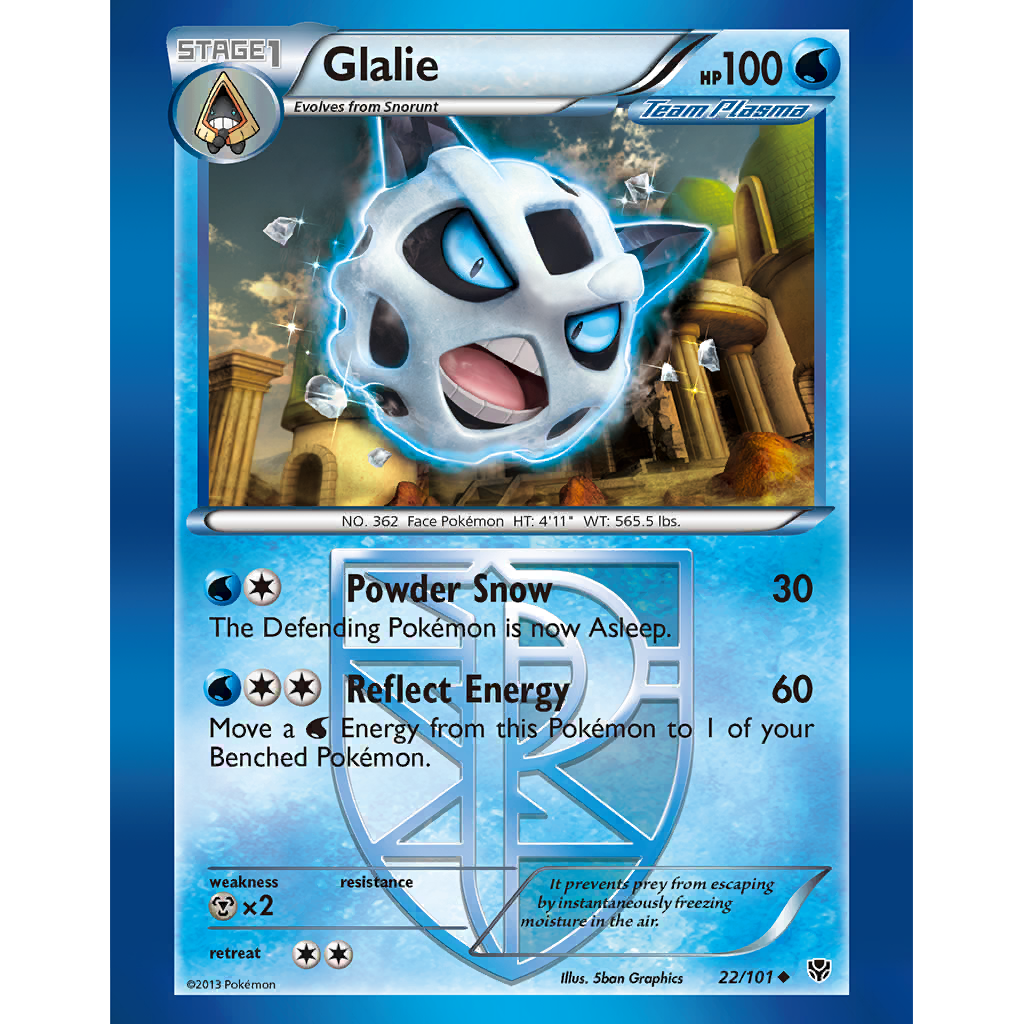 STAGE1
Glalie
HP100
Evolves from Snorunt
Team Plasma
NO. 362 Face Pokémon HT: 4'11" WT: 565.5 lbs.
Powder Snow 30
The Defending Pokémon is now Asleep.
Reflect Energy 60
Move a Energy from this Pokémon to 1 of your
Benched Pokémon.
weakness resistance
×2
It prevents prey from escaping
by instantaneously freezing
moisture in the air.
retreat
Illus. 5ban Graphics 22/101
©2013 Pokémon